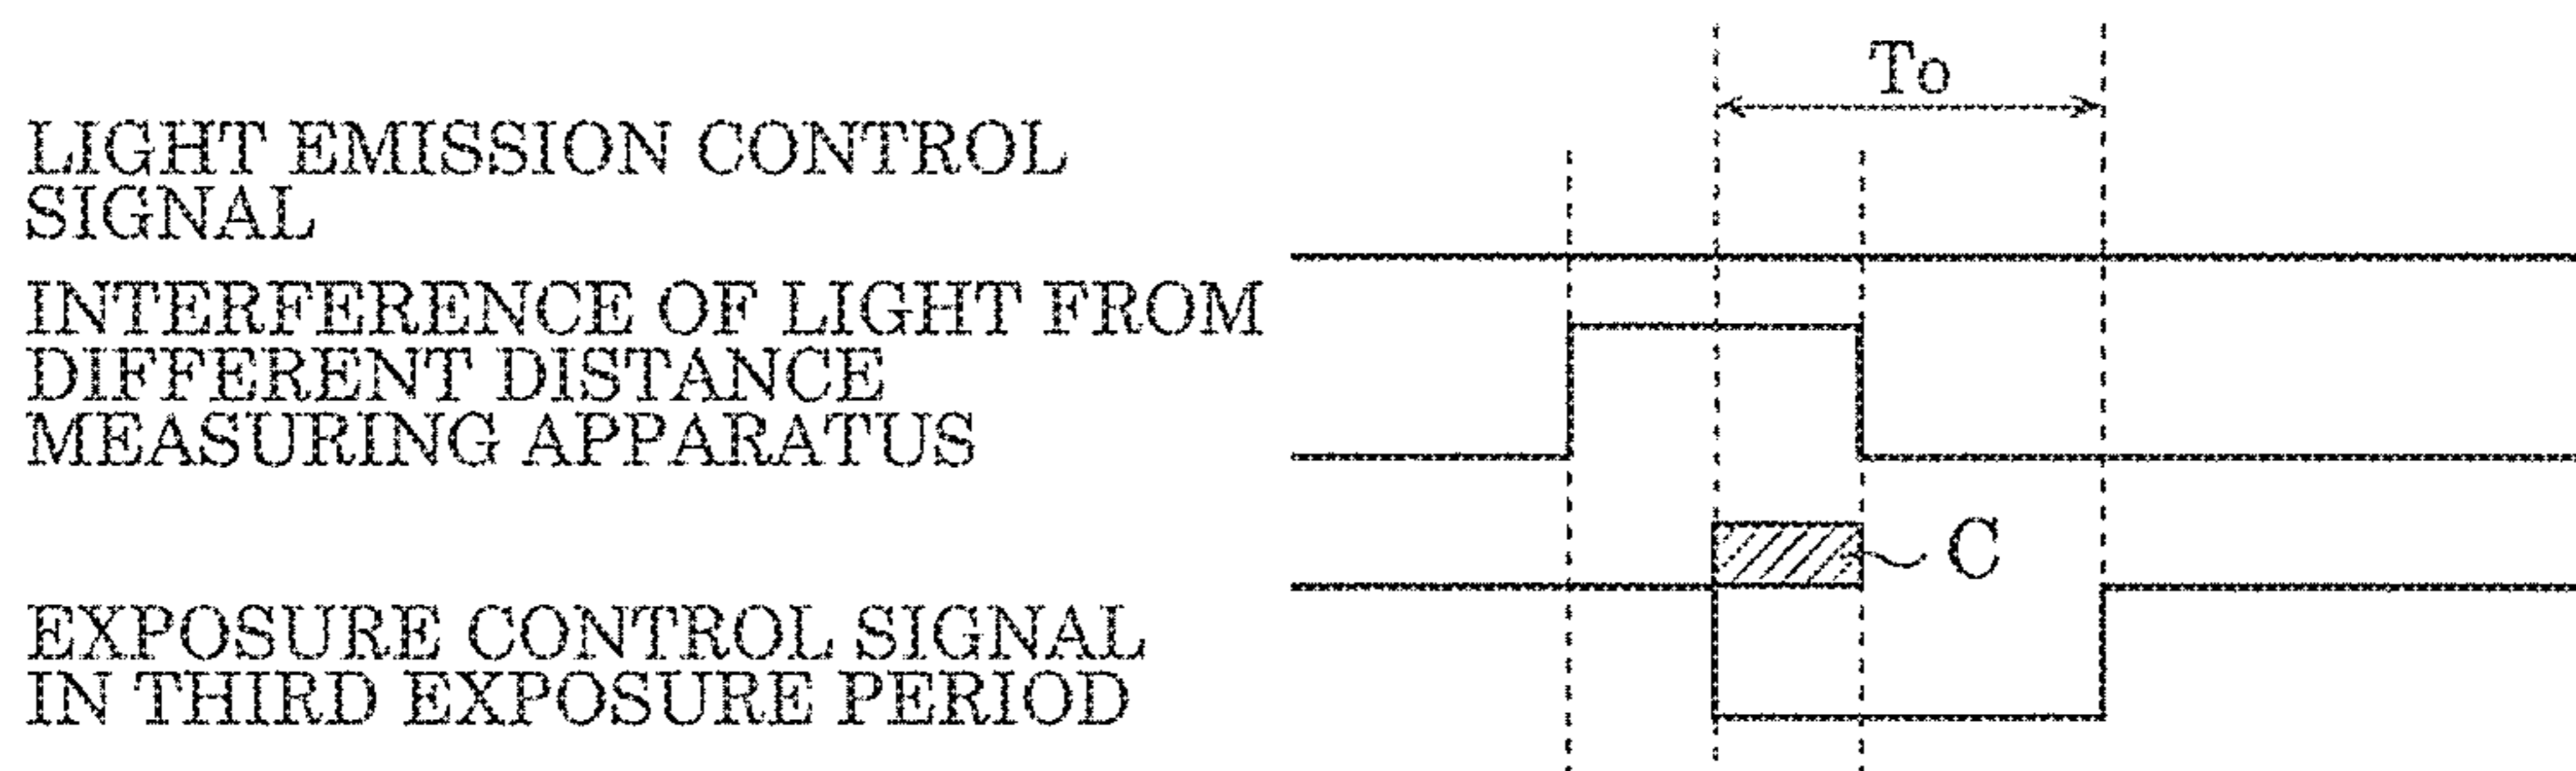 To
LIGHT EMISSION CONTROL
SIGNAL
INTERFERENCE OF LIGHT FROM
DIFFERENT DISTANCE
MEASURING APPARATUS
C
EXPOSURE CONTROL SIGNAL
IN THIRD EXPOSURE PERIOD